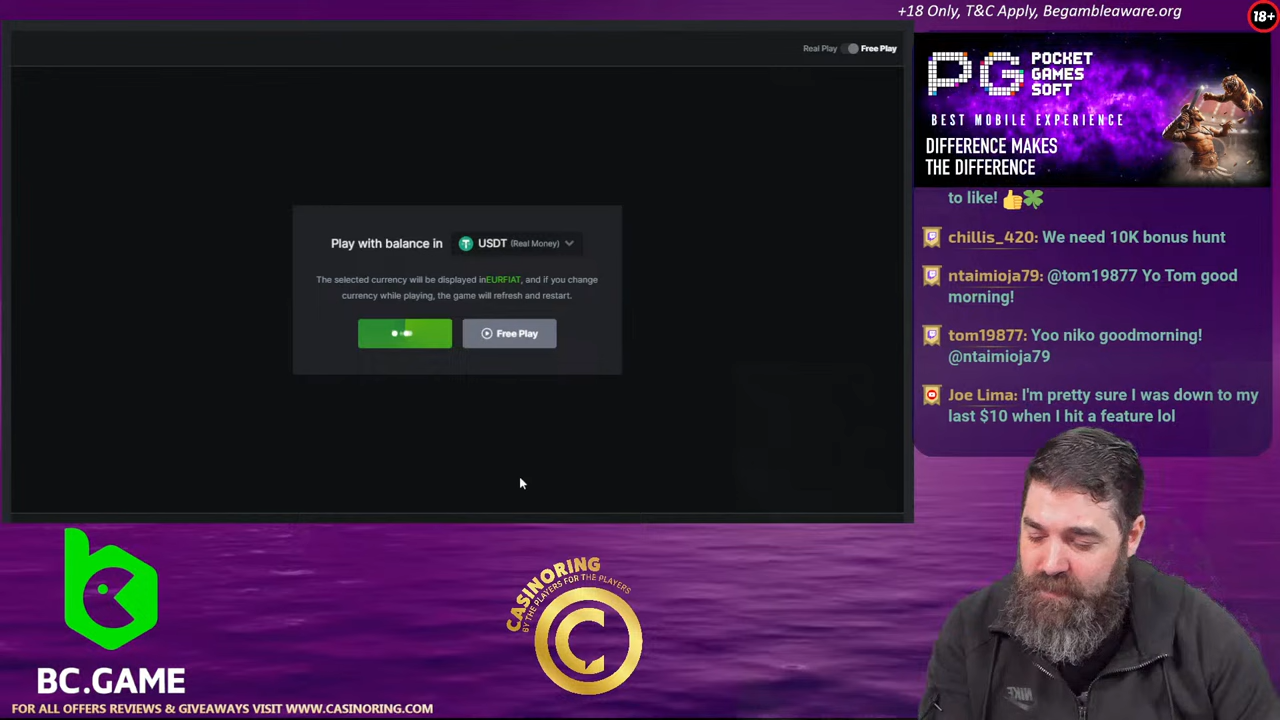 +18 Only, T&C Apply, Begambleaware.org
18+
Real Play
Free Play
PG
POCKET
GAMES
SOFT
BEST MOBILE EXPERIENCE
DIFFERENCE MAKES
THE DIFFERENCE
to like! 👍🍀
chillis_420: We need 10K bonus hunt
ntaimioja79: @tom19877 Yo Tom good
morning!
tom19877: Yoo niko goodmorning!
@ntaimioja79
Joe Lima: I'm pretty sure I was down to my
last $10 when I hit a feature lol
Play with balance in
USDT (Real Money)
The selected currency will be displayed inEURFIAT, and if you change
currency while playing, the game will refresh and restart.
Free Play
BC.GAME
CASINORING
BY THE PLAYERS FOR THE PLAYERS
NIKE
FOR ALL OFFERS REVIEWS & GIVEAWAYS VISIT WWW.CASINORING.COM